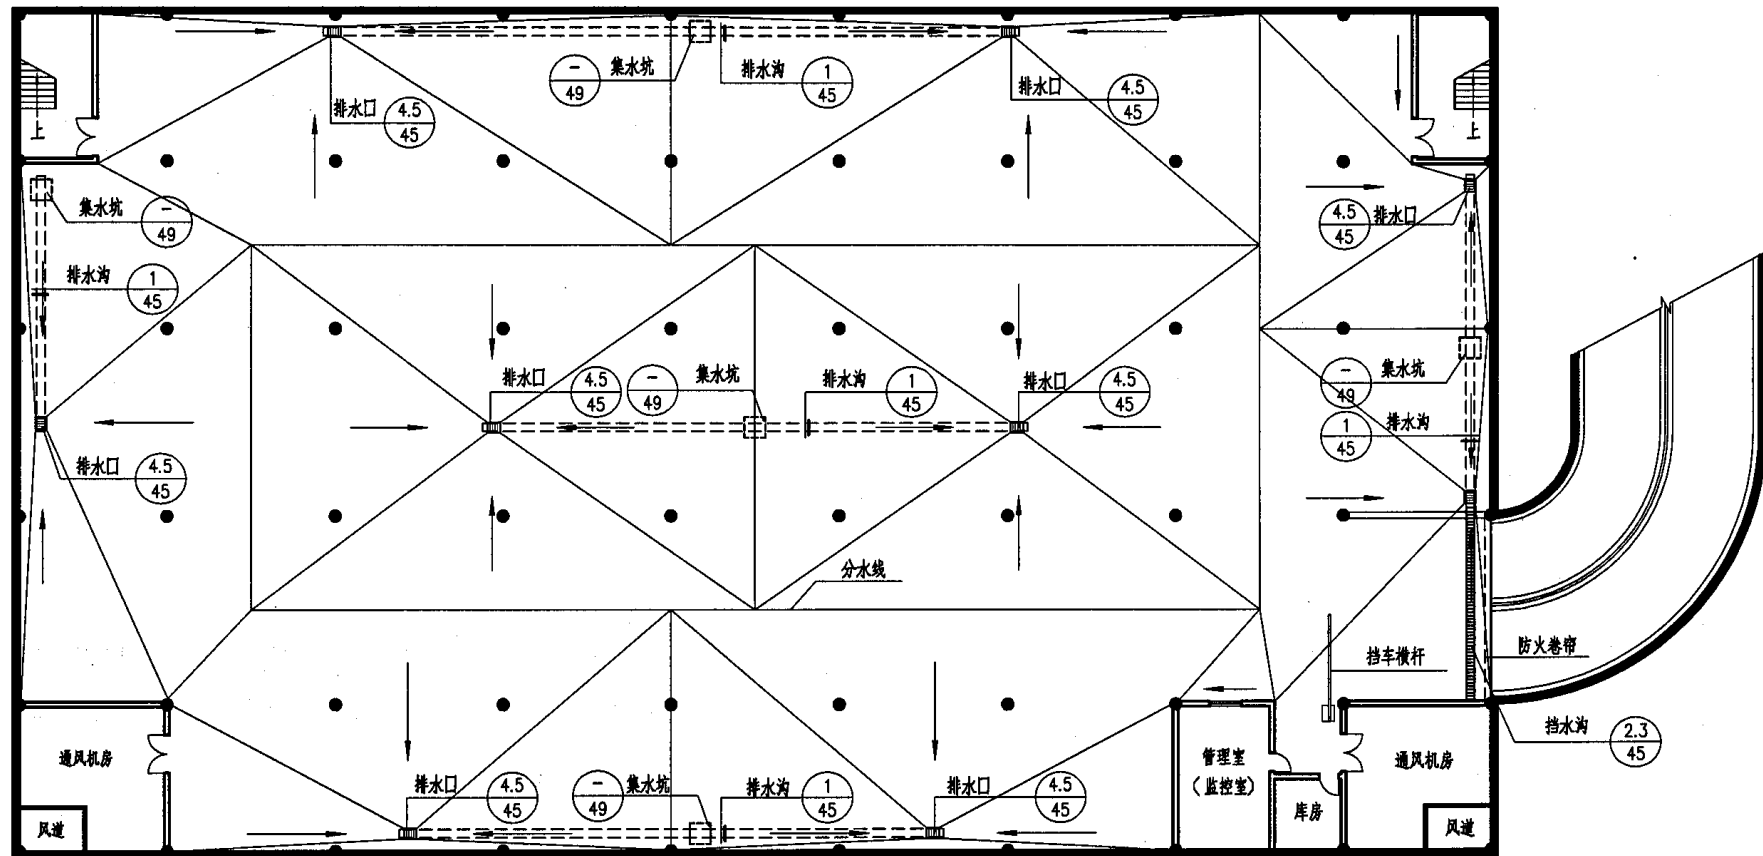 －
49
集水坑
排水沟
1
45
排水口
4.5
45
排水口
4.5
45
上
上
集水坑
－
49
4.5
45
排水口
排水沟
1
45
排水口
4.5
45
－
49
集水坑
排水沟
1
45
排水口
4.5
45
－
49
集水坑
1
45
排水沟
排水口
4.5
45
分水线
挡车横杆
防火卷帘
挡水沟
2.3
45
通风机房
风道
排水口
4.5
45
－
49
集水坑
排水沟
1
45
排水口
4.5
45
管理室
（监控室）
库房
通风机房
风道